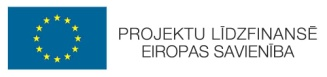 PROJEKTU LĪDZFINANSĒ
EIROPAS SAVIENĪBA